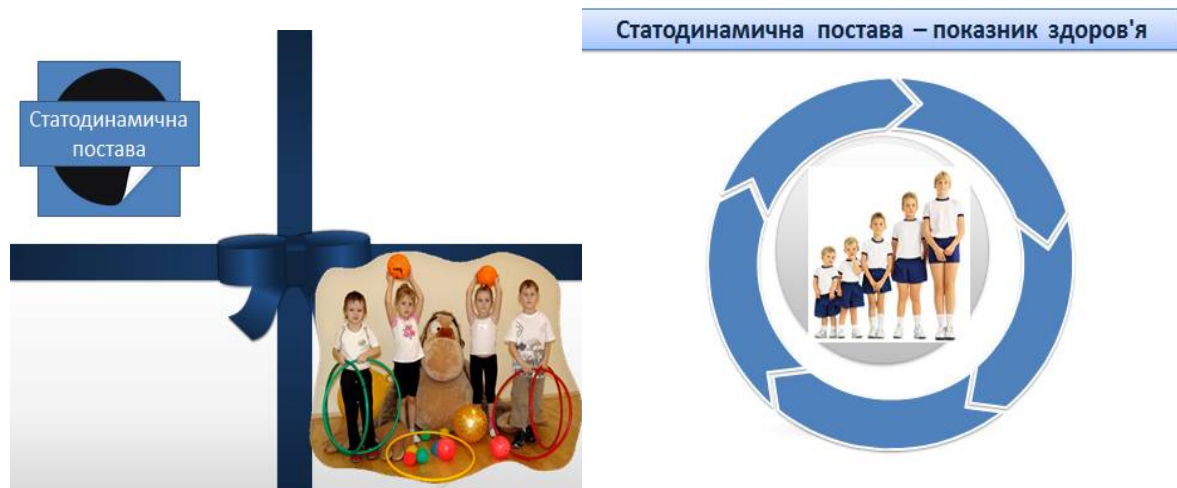 Статодинамична
постава
Статодинамична постава – показник здоров'я